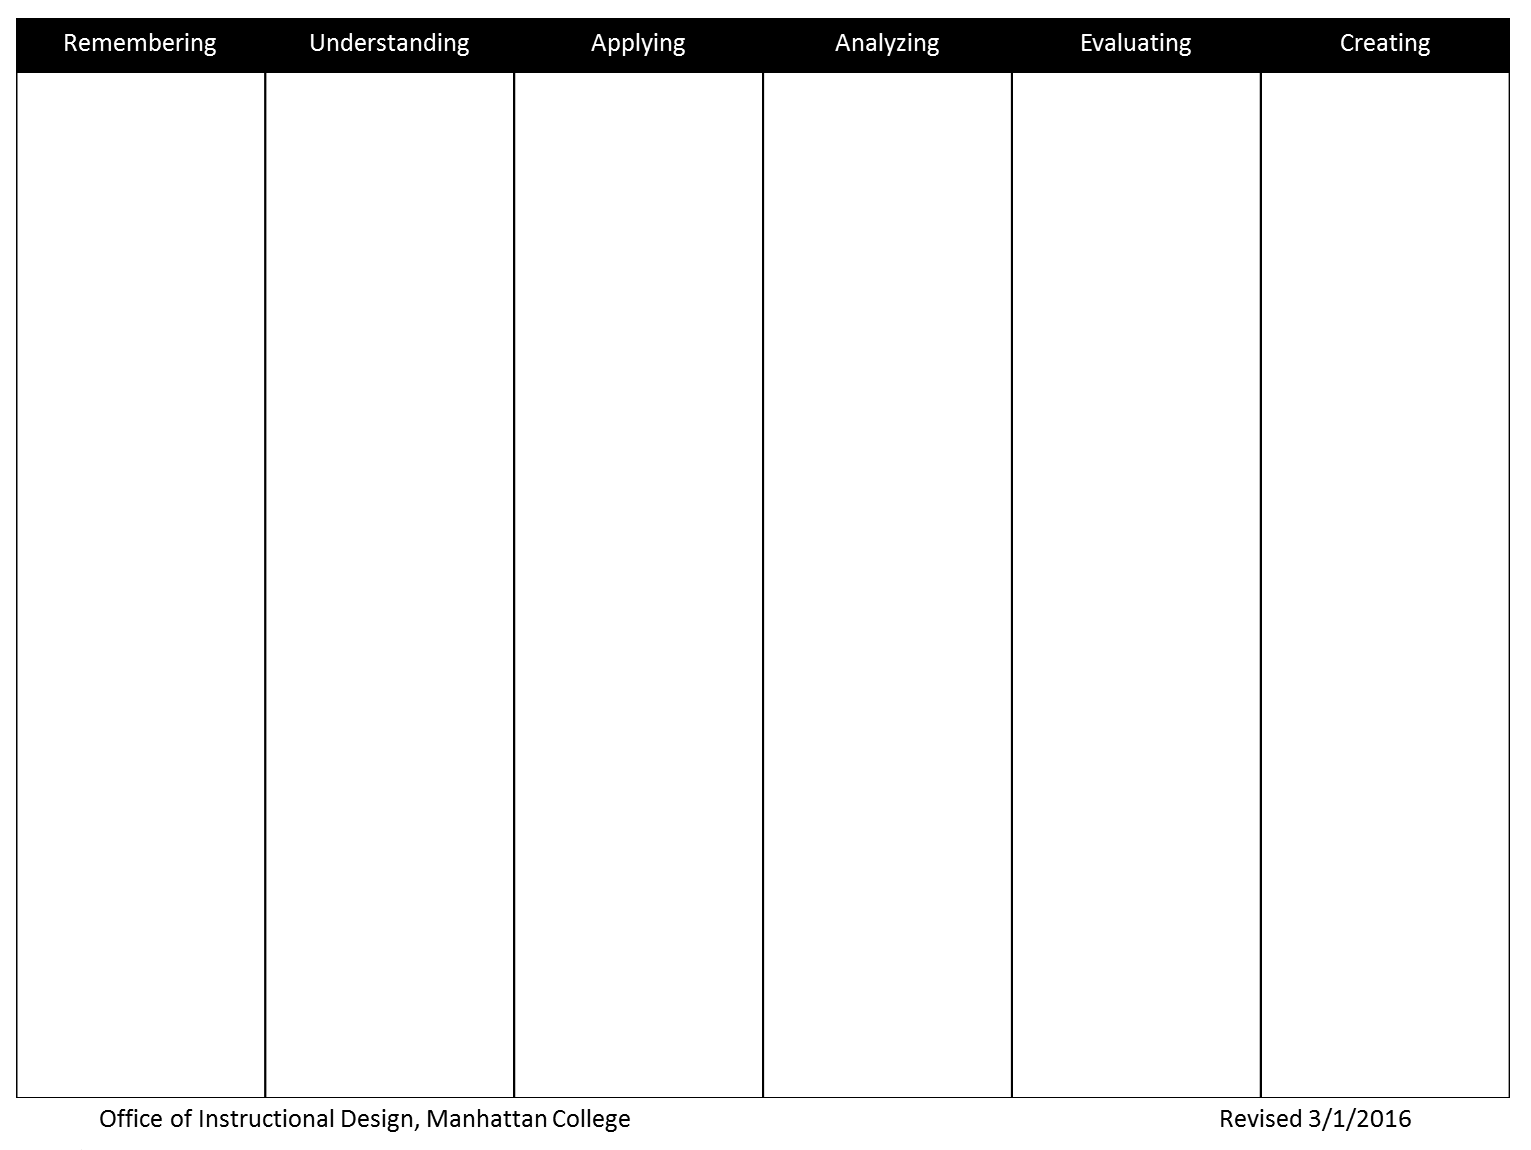 Remembering Understanding Applying Analyzing Evaluating Creating
Office of Instructional Design, Manhattan College Revised 3/1/2016